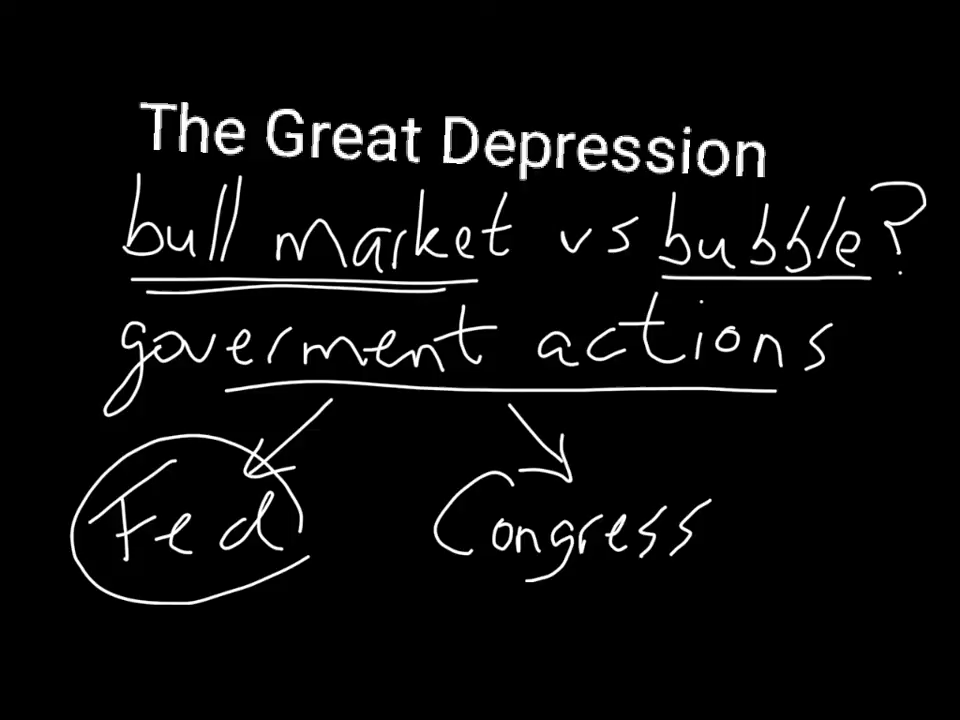 The Great Depression
bull market vs bubble?
goverment actions
Fed Congress